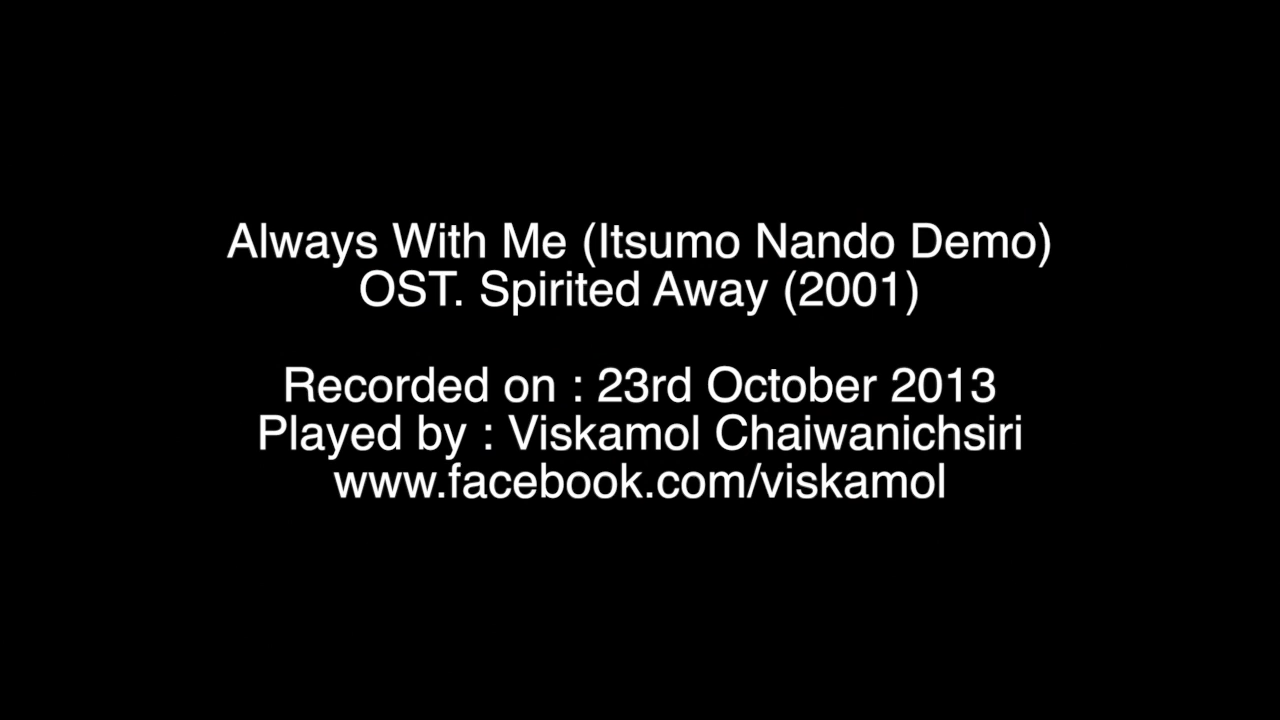 Always With Me (Itsumo Nando Demo)
OST. Spirited Away (2001)
Recorded on : 23rd October 2013
Played by : Viskamol Chaiwanichsiri
www.facebook.com/viskamol